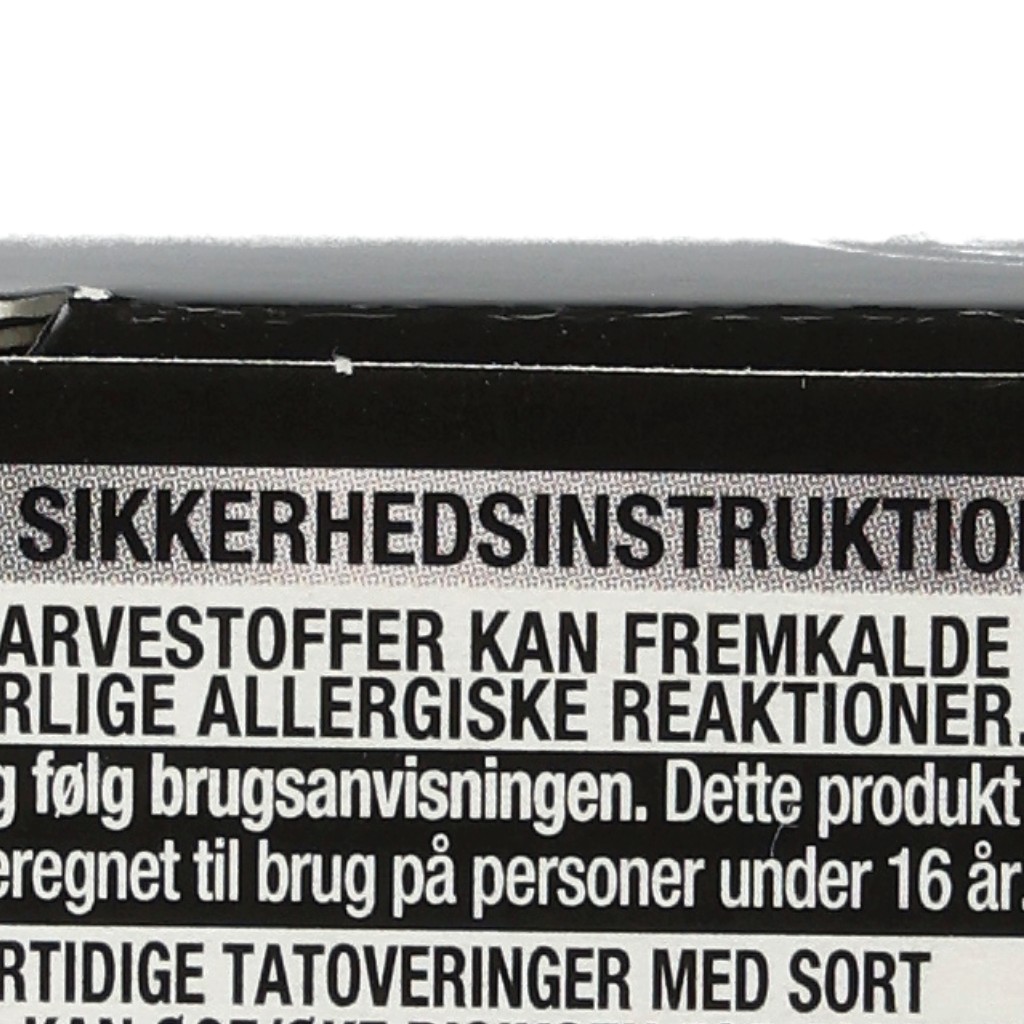 SIKKERHEDSINSTRUKTIO
ARVESTOFFER KAN FREMKALDE
RLIGE ALLERGISKE REAKTIONER.
g følg brugsanvisningen. Dette produkt
eregnet til brug på personer under 16 år.
RTIDIGE TATOVERINGER MED SORT
KAN